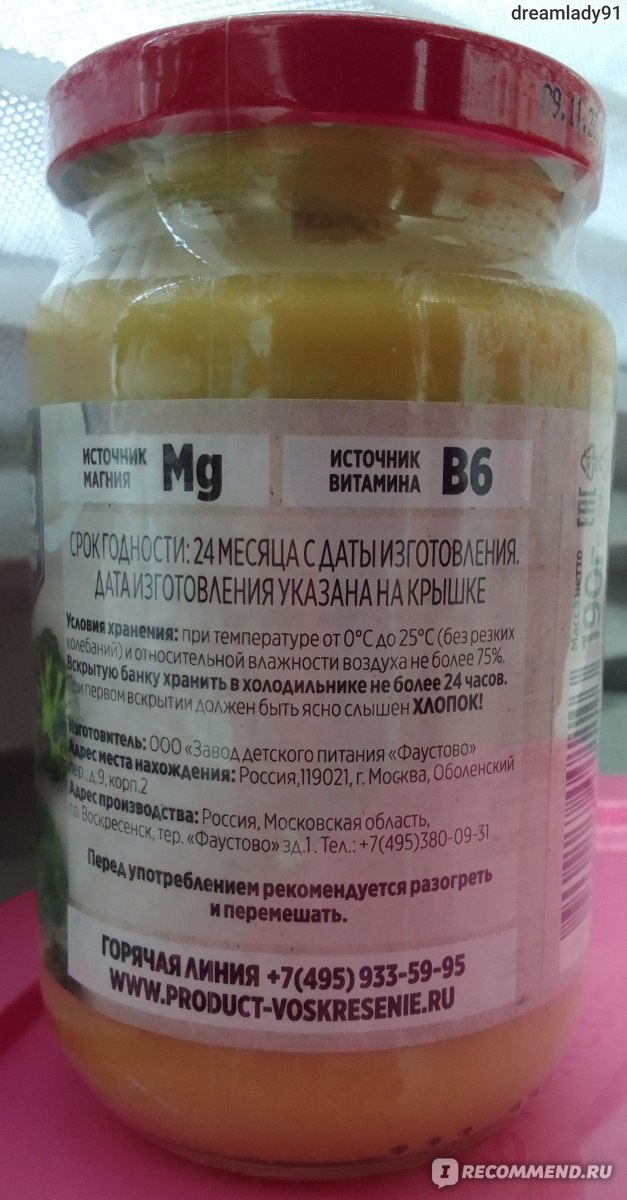 dreamlady91
09.11.2
ИСТОЧНИК
МАГНИЯ Mg
ИСТОЧНИК
ВИТАМИНА B6
СРОК ГОДНОСТИ: 24 МЕСЯЦА С ДАТЫ ИЗГОТОВЛЕНИЯ.
ДАТА ИЗГОТОВЛЕНИЯ УКАЗАНА НА КРЫШКЕ
Условия хранения: при температуре от 0°C до 25°C (без резких
колебаний) и относительной влажности воздуха не более 75%.
Вскрытую банку хранить в холодильнике не более 24 часов.
При первом вскрытии должен быть ясно слышен ХЛОПОК!
Изготовитель: ООО «Завод детского питания «Фаустово»
Адрес места нахождения: Россия,119021, г. Москва, Оболенский
пер., д.9, корп.2
Адрес производства: Россия, Московская область,
г.о. Воскресенск, тер. «Фаустово» зд.1. Тел.: +7(495)380-09-31
Перед употреблением рекомендуется разогреть
и перемешать.
ГОРЯЧАЯ ЛИНИЯ +7(495) 933-59-95
WWW.PRODUCT-VOSKRESENIE.RU
Масса нетто
190г
EAC
IRECOMMEND.RU